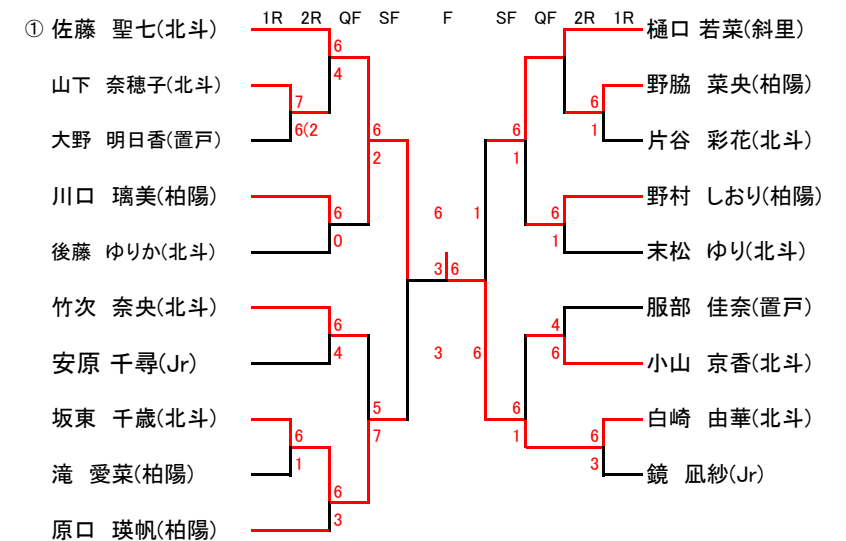 1R 2R QF SF F SF QF 2R 1R
① 佐藤 聖七(北斗)
山下 奈穂子(北斗)
大野 明日香(置戸)
川口 璃美(柏陽)
後藤 ゆりか(北斗)
竹次 奈央(北斗)
安原 千尋(Jr)
坂東 千歳(北斗)
滝 愛菜(柏陽)
原口 瑛帆(柏陽)
6
4
7
6(2
6
2
6
0
6
4
5
7
6
1
6
3
6 1
3 6
3 6
樋口 若菜(斜里)
野脇 菜央(柏陽)
片谷 彩花(北斗)
野村 しおり(柏陽)
末松 ゆり(北斗)
服部 佳奈(置戸)
小山 京香(北斗)
白崎 由華(北斗)
鏡 凪紗(Jr)
6
1
6
1
6
1
4
6
6
1
6
3